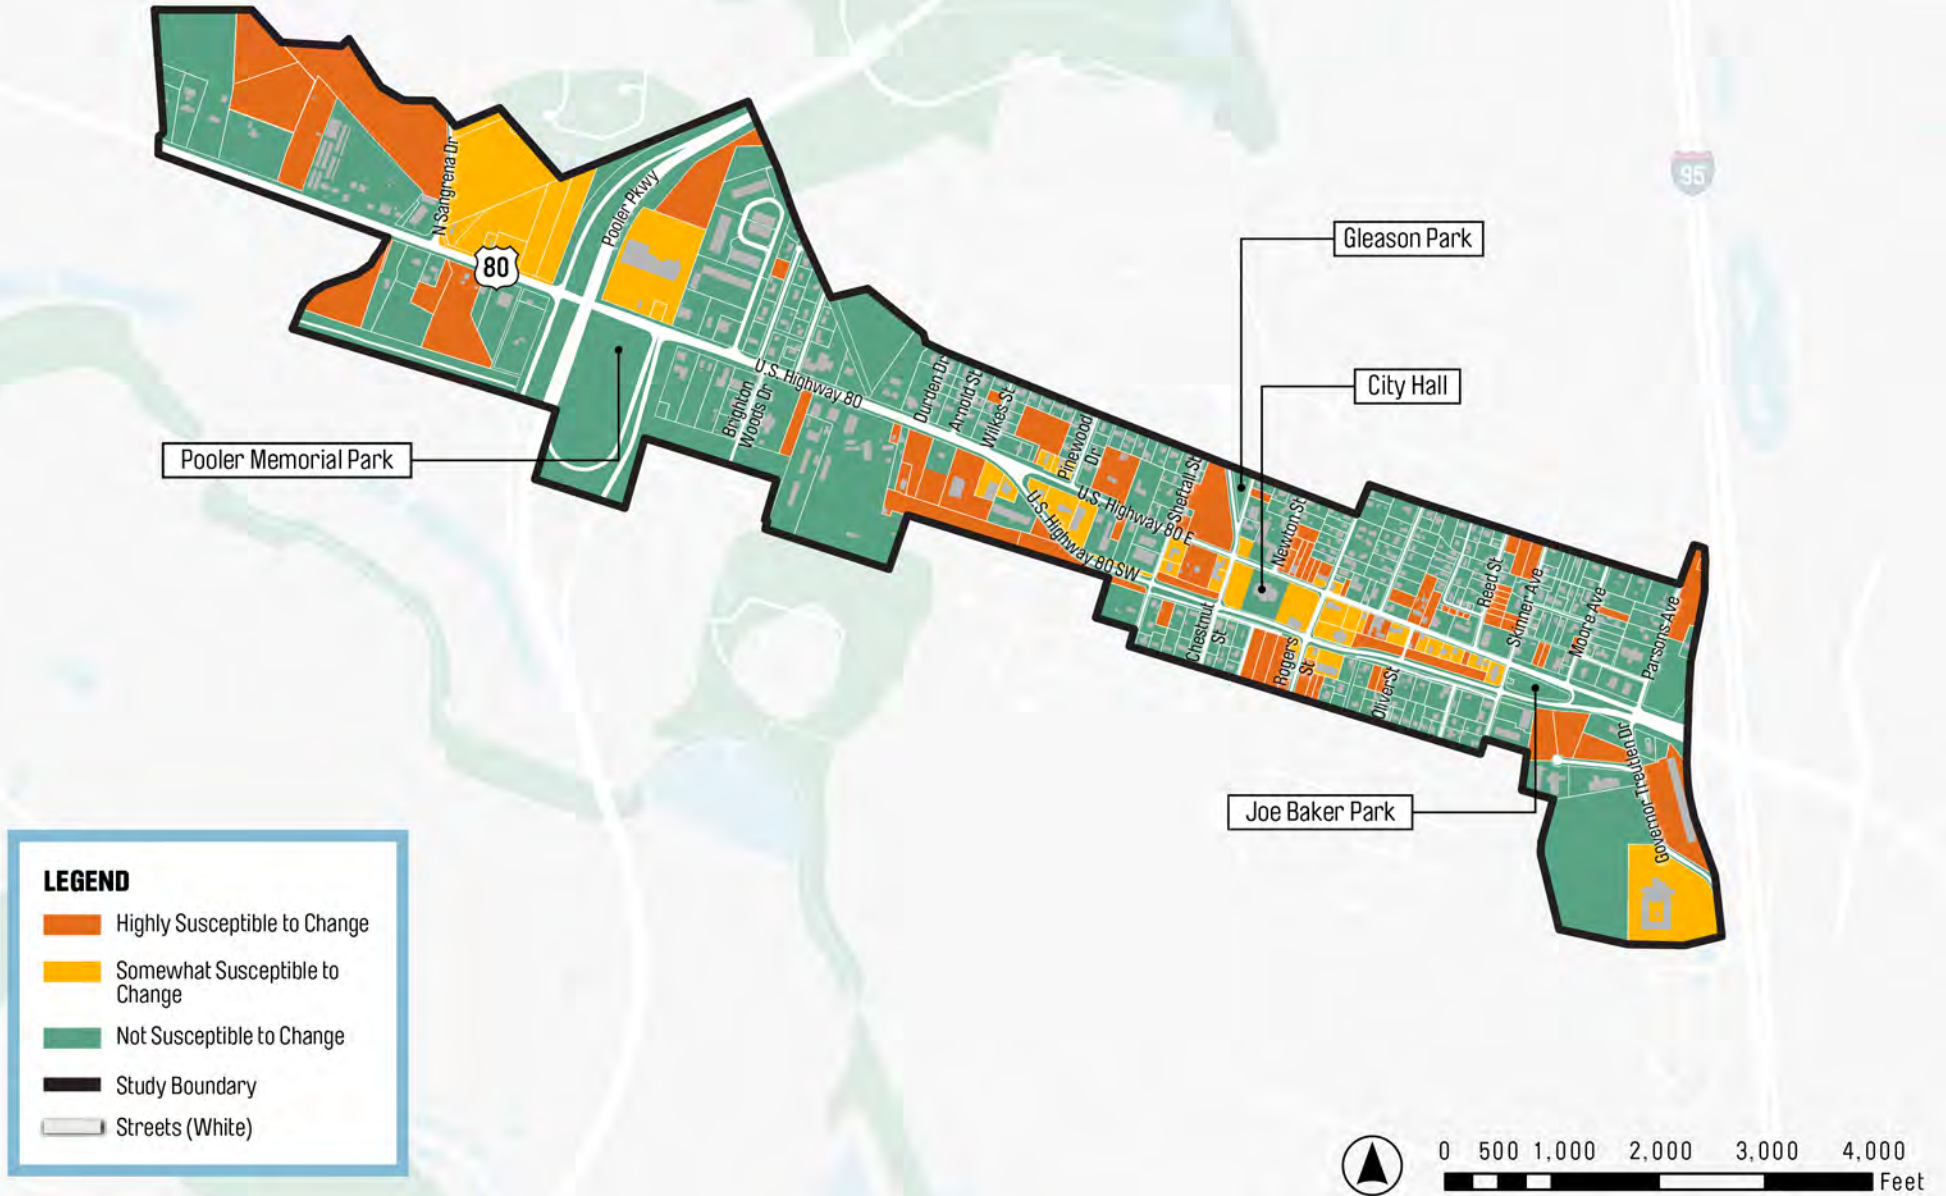 95
Gleason Park
N Sangrena Dr
Pooler Pkwy
80
City Hall
U.S. Highway 80
Durden Dr
Arnold St
Wilkes St
Brighton
Woods Dr
Pinewood
Dr
Pooler Memorial Park
Sheftall St
U.S. Highway 80 E
U.S. Highway 80 SW
Newton St
Reed St
Skinner Ave
Moore Ave
Parsons Ave
Chestnut
St
Rogers
St
Oliver St
Governor Treutlen Dr
Joe Baker Park
LEGEND
Highly Susceptible to Change
Somewhat Susceptible to
Change
Not Susceptible to Change
Study Boundary
Streets (White)
0 500 1,000 2,000 3,000 4,000
Feet